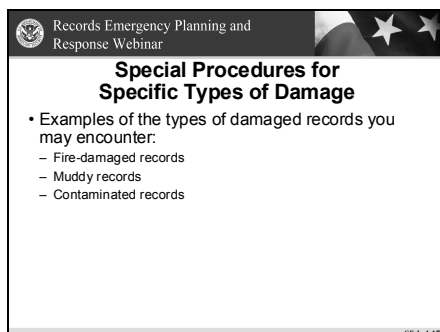 Records Emergency Planning and
Response Webinar
Special Procedures for
Specific Types of Damage
• Examples of the types of damaged records you
may encounter:
– Fire-damaged records
– Muddy records
– Contaminated records